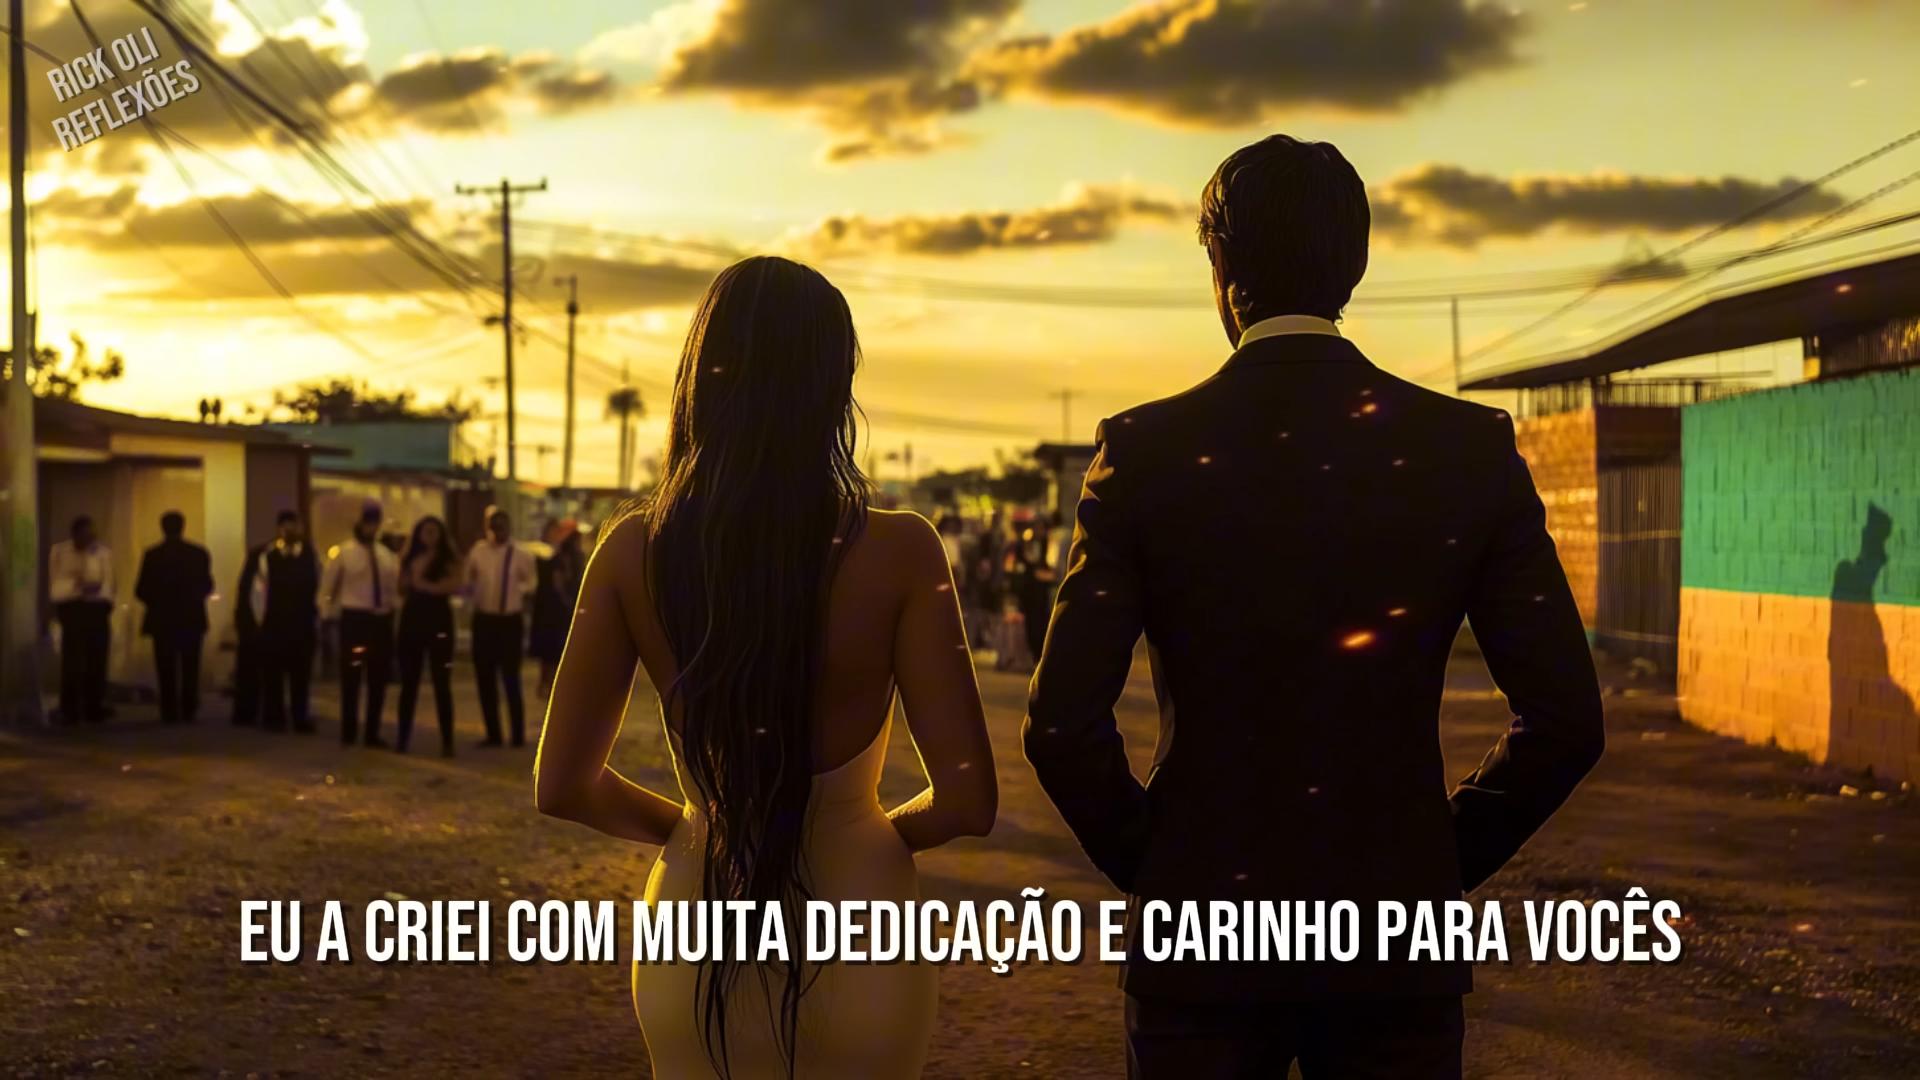 RICK OLI
REFLEXÕES
EU A CRIEI COM MUITA DEDICAÇÃO E CARINHO PARA VOCÊS